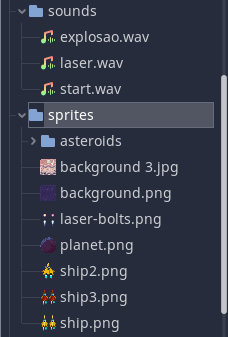 sounds
explosao.wav
laser.wav
start.wav
sprites
asteroids
background 3.jpg
background.png
laser-bolts.png
planet.png
ship2.png
ship3.png
ship.png